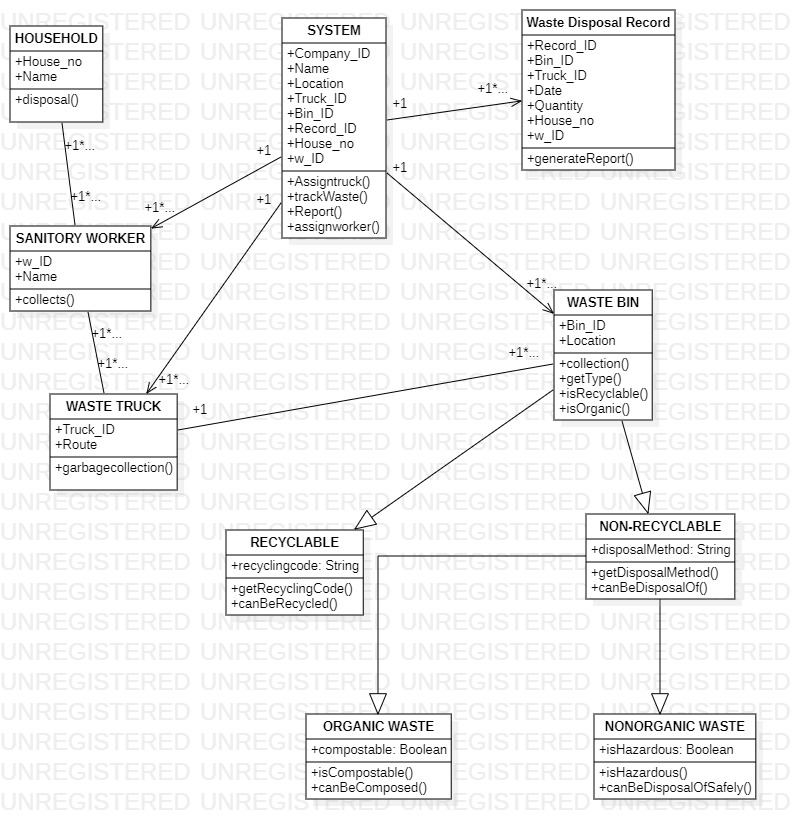 HOUSEHOLD
+House_no
+Name
+disposal()
SYSTEM
+Company_ID
+Name
+Location
+Truck_ID
+Bin_ID
+Record_ID
+House_no
+w_ID
+Assigntruck()
+trackWaste()
+Report()
+assignworker()
Waste Disposal Record
+Record_ID
+Bin_ID
+Truck_ID
+Date
+Quantity
+House_no
+w_ID
+generateReport()
+1
+1*...
+1*...
+1*...
+1
+1*...
+1
+1*...
+1
+1*...
SANITORY WORKER
+w_ID
+Name
+collects()
+1*...
+1*...
WASTE BIN
+Bin_ID
+Location
+collection()
+getType()
+isRecyclable()
+isOrganic()
+1*...
+1
WASTE TRUCK
+Truck_ID
+Route
+garbagecollection()
RECYCLABLE
+recyclingcode: String
+getRecyclingCode()
+canBeRecycled()
NON-RECYCLABLE
+disposalMethod: String
+getDisposalMethod()
+canBeDisposalOf()
ORGANIC WASTE
+compostable: Boolean
+isCompostable()
+canBeComposed()
NONORGANIC WASTE
+isHazardous: Boolean
+isHazardous()
+canBeDisposalOfSafely()
UNREGISTERED